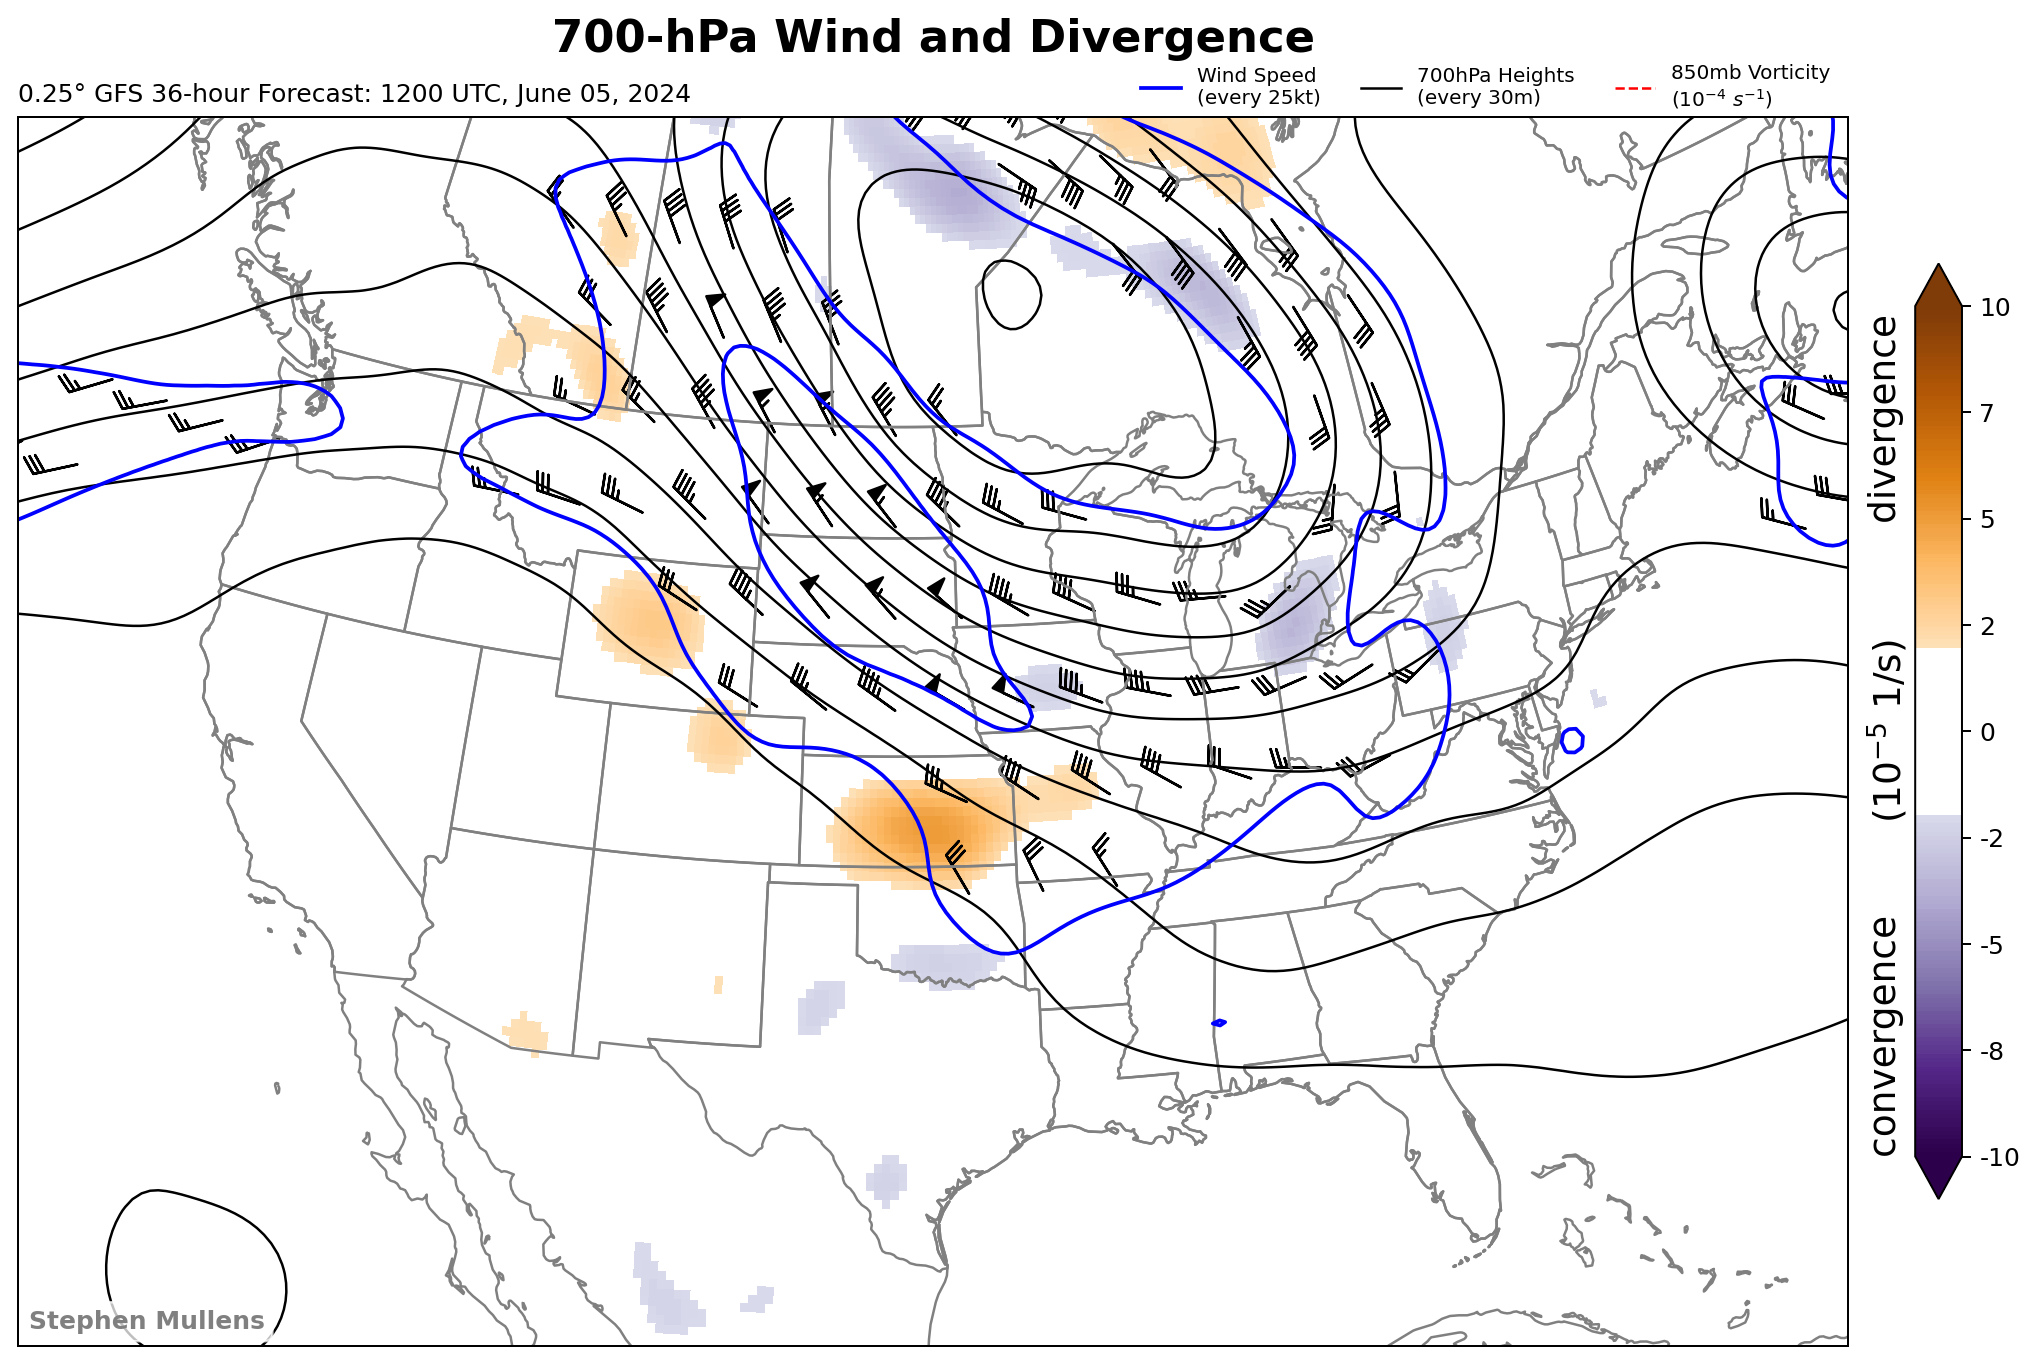 700-hPa Wind and Divergence
0.25° GFS 36-hour Forecast: 1200 UTC, June 05, 2024
Wind Speed
(every 25kt)
700hPa Heights
(every 30m)
850mb Vorticity
(10⁻⁴ s⁻¹)
10
7
5
2
0
-2
-5
-8
-10
convergence (10⁻⁵ 1/s) divergence
Stephen Mullens